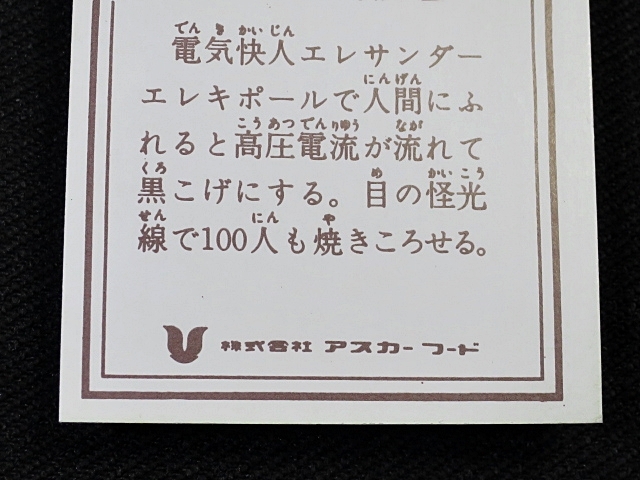 電気快人エレサンダー
エレキポールで人間にふ
れると高圧電流が流れて
黒こげにする。目の怪光
線で100人も焼きころせる。
株式会社 アスカーフード